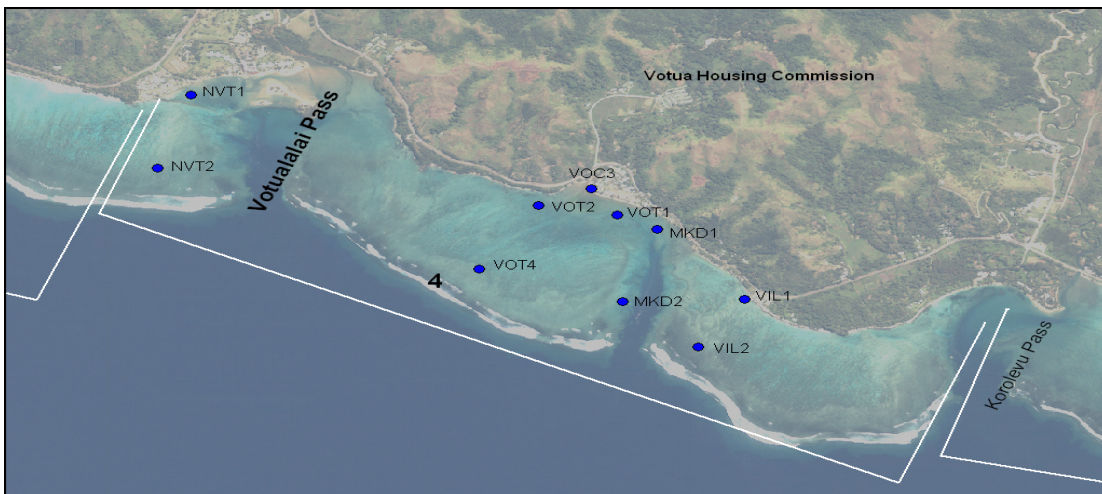 Votua Housing Commission
NVT1
Votualalai Pass
NVT2
VOC3
VOT2
VOT1
MKD1
VOT4
4
MKD2
VIL1
VIL2
Korolevu Pass